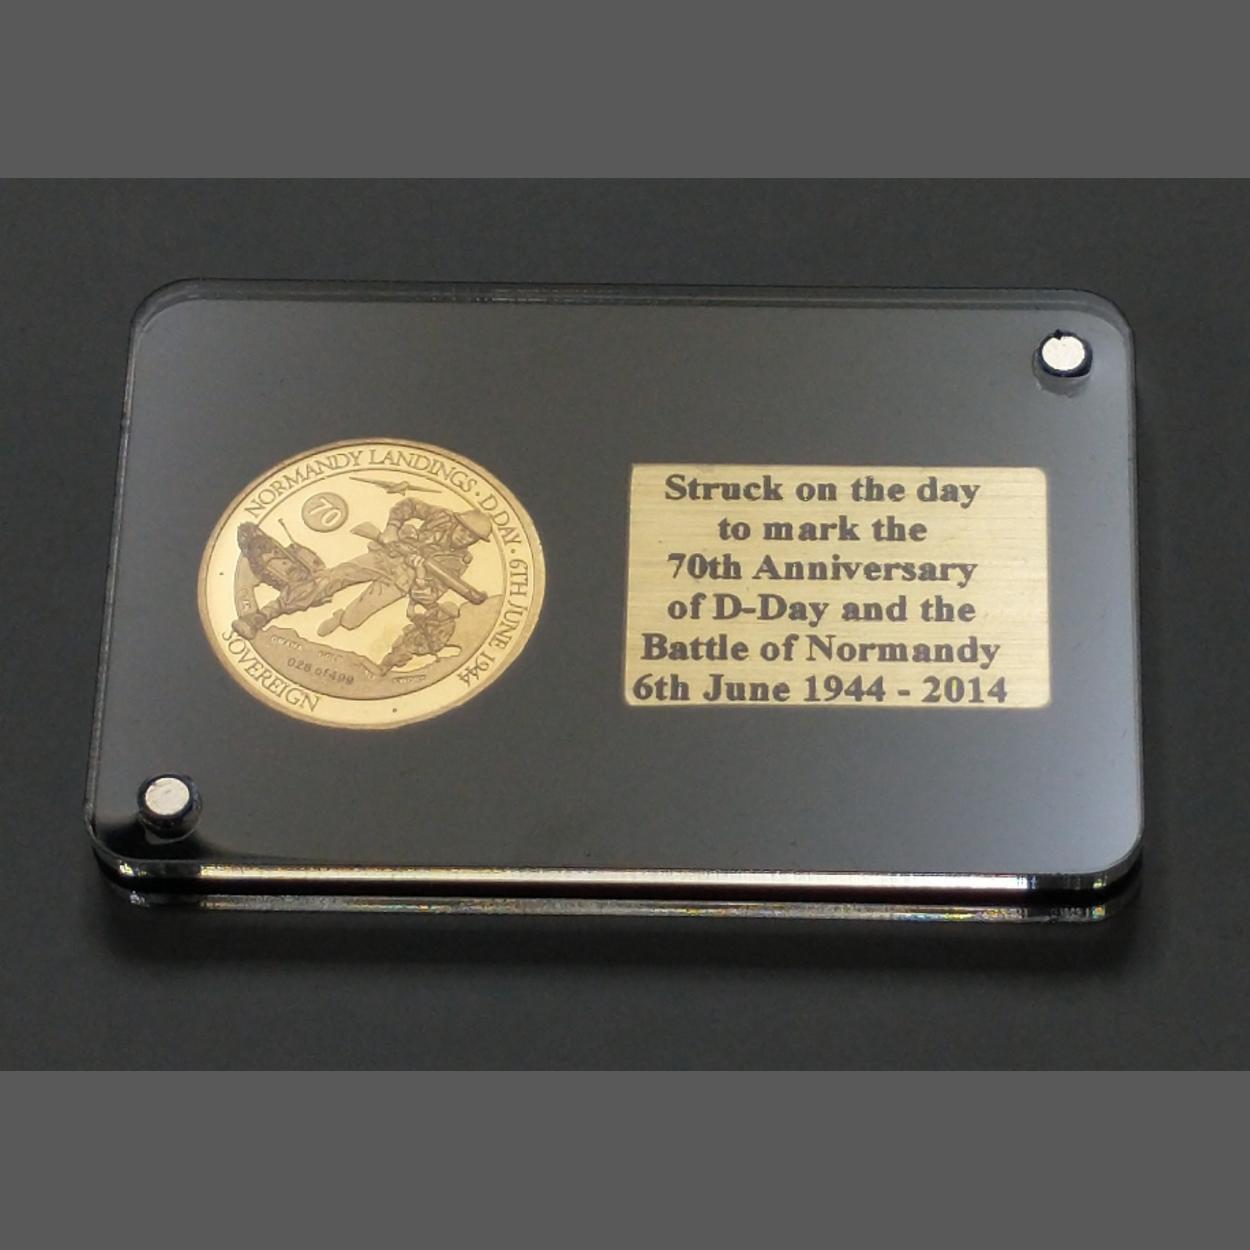 NORMANDY LANDINGS · D-DAY · 6TH JUNE 1944
70
028 of 499
SOVEREIGN
Struck on the day
to mark the
70th Anniversary
of D-Day and the
Battle of Normandy
6th June 1944 - 2014